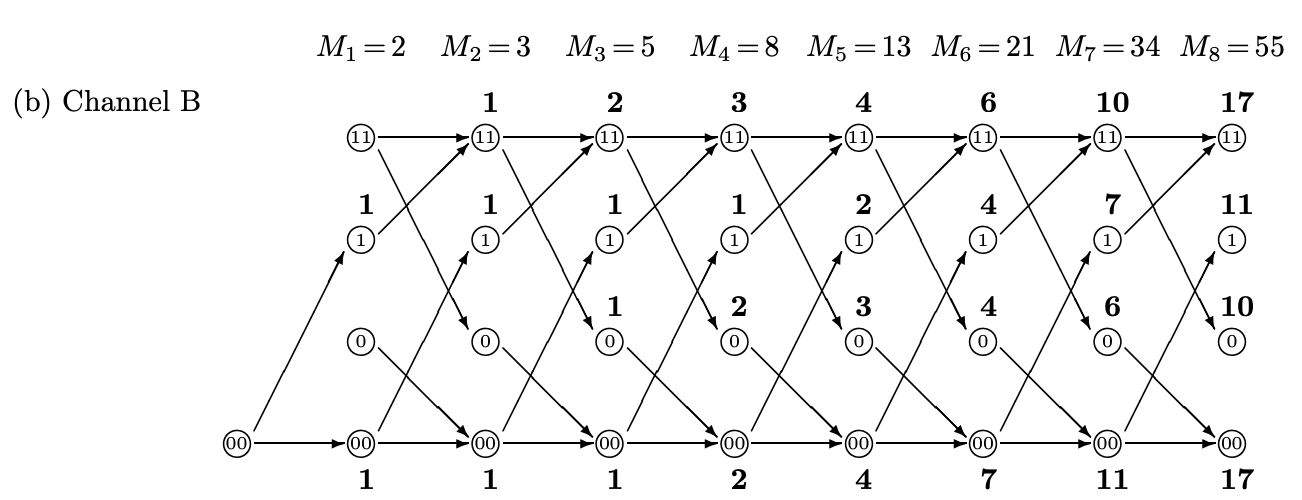 M₁ = 2 M₂ = 3 M₃ = 5 M₄ = 8 M₅ = 13 M₆ = 21 M₇ = 34 M₈ = 55
(b) Channel B 1 2 3 4 6 10 17
11 11 11 11 11 11 11 11
1 1 1 1 2 4 7 11
1 1 1 1 1 1 1 1
1 2 3 4 6 10
0 0 0 0 0 0 0 0
00 00 00 00 00 00 00 00 00
1 1 1 2 4 7 11 17